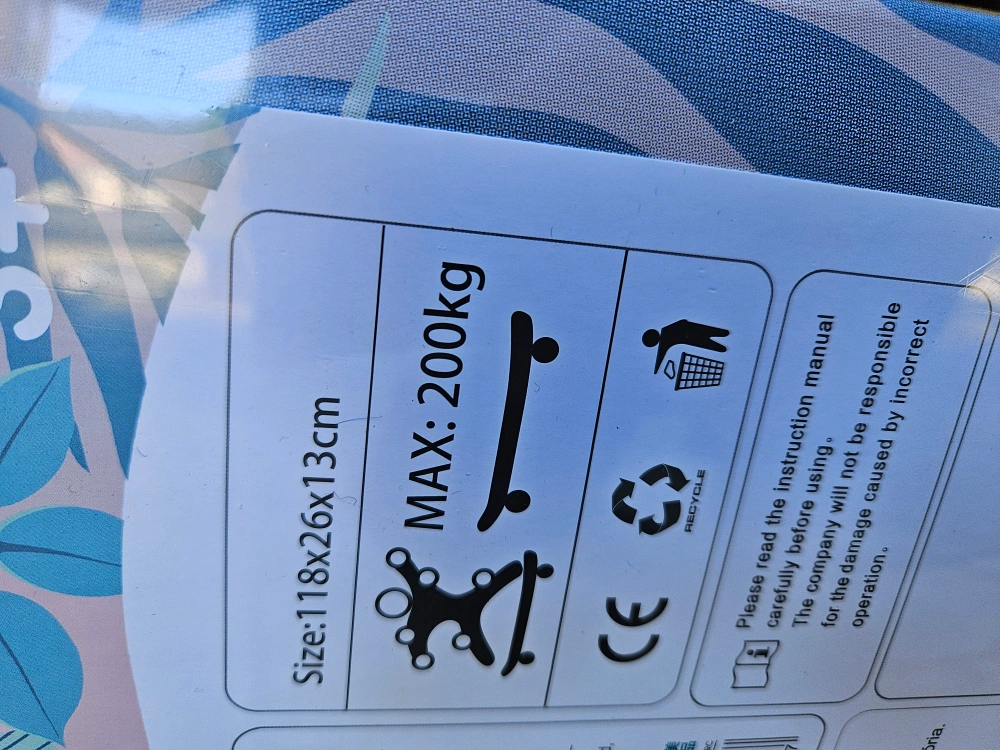 Size:118x26x13cm
MAX: 200kg
CE
RECYCLE
Please read the instruction manual
carefully before using。
The company will not be responsible
for the damage caused by incorrect
operation。